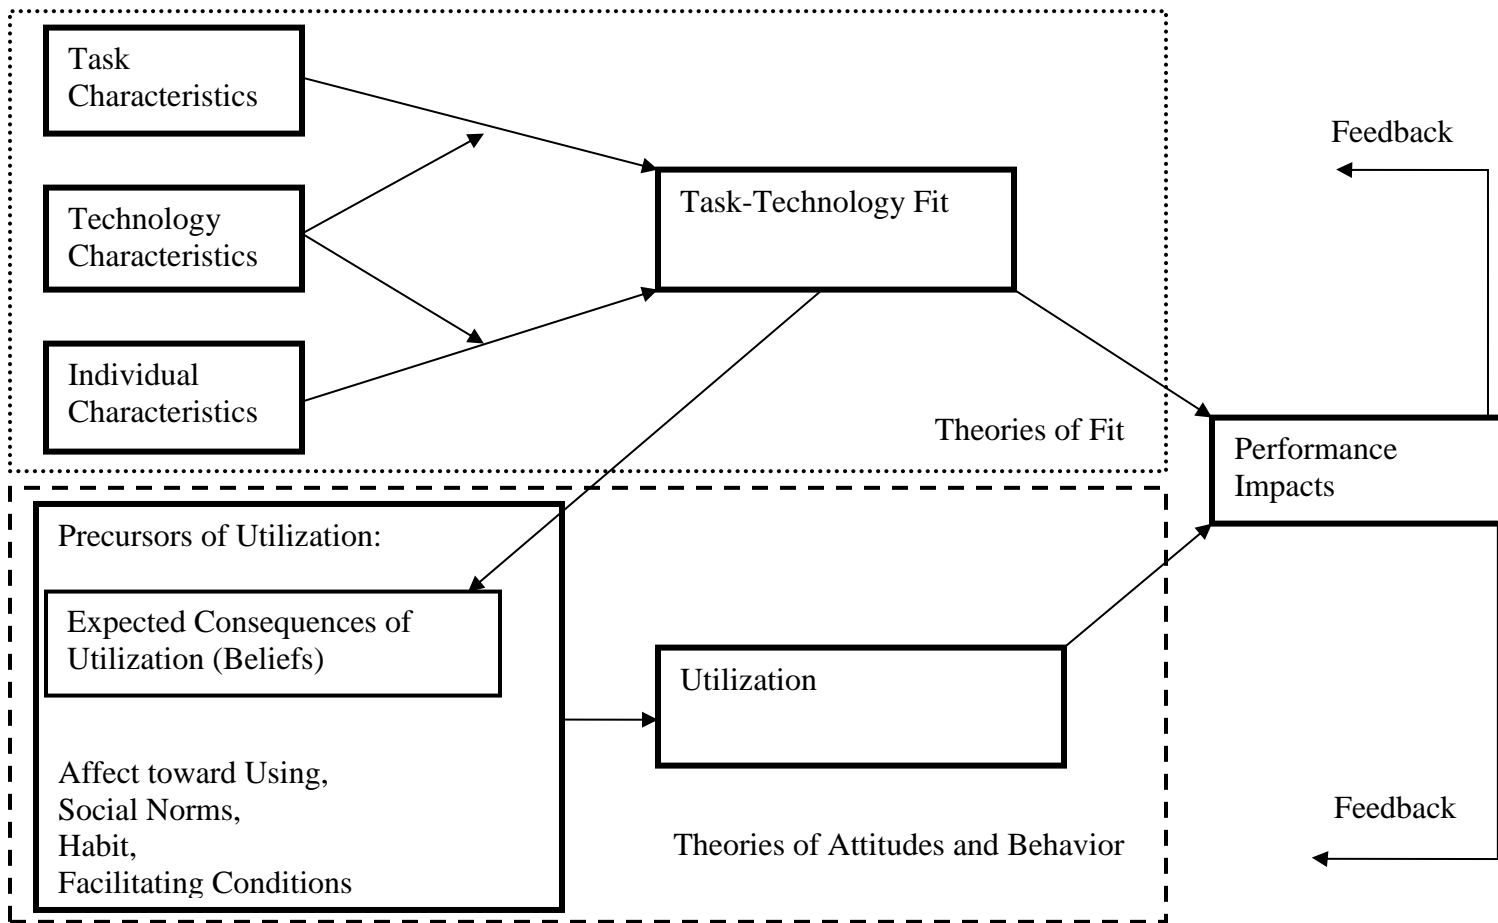 Task
Characteristics
Technology
Characteristics
Individual
Characteristics
Task-Technology Fit
Theories of Fit
Feedback
Performance
Impacts
Precursors of Utilization:
Expected Consequences of
Utilization (Beliefs)
Affect toward Using,
Social Norms,
Habit,
Facilitating Conditions
Utilization
Theories of Attitudes and Behavior
Feedback